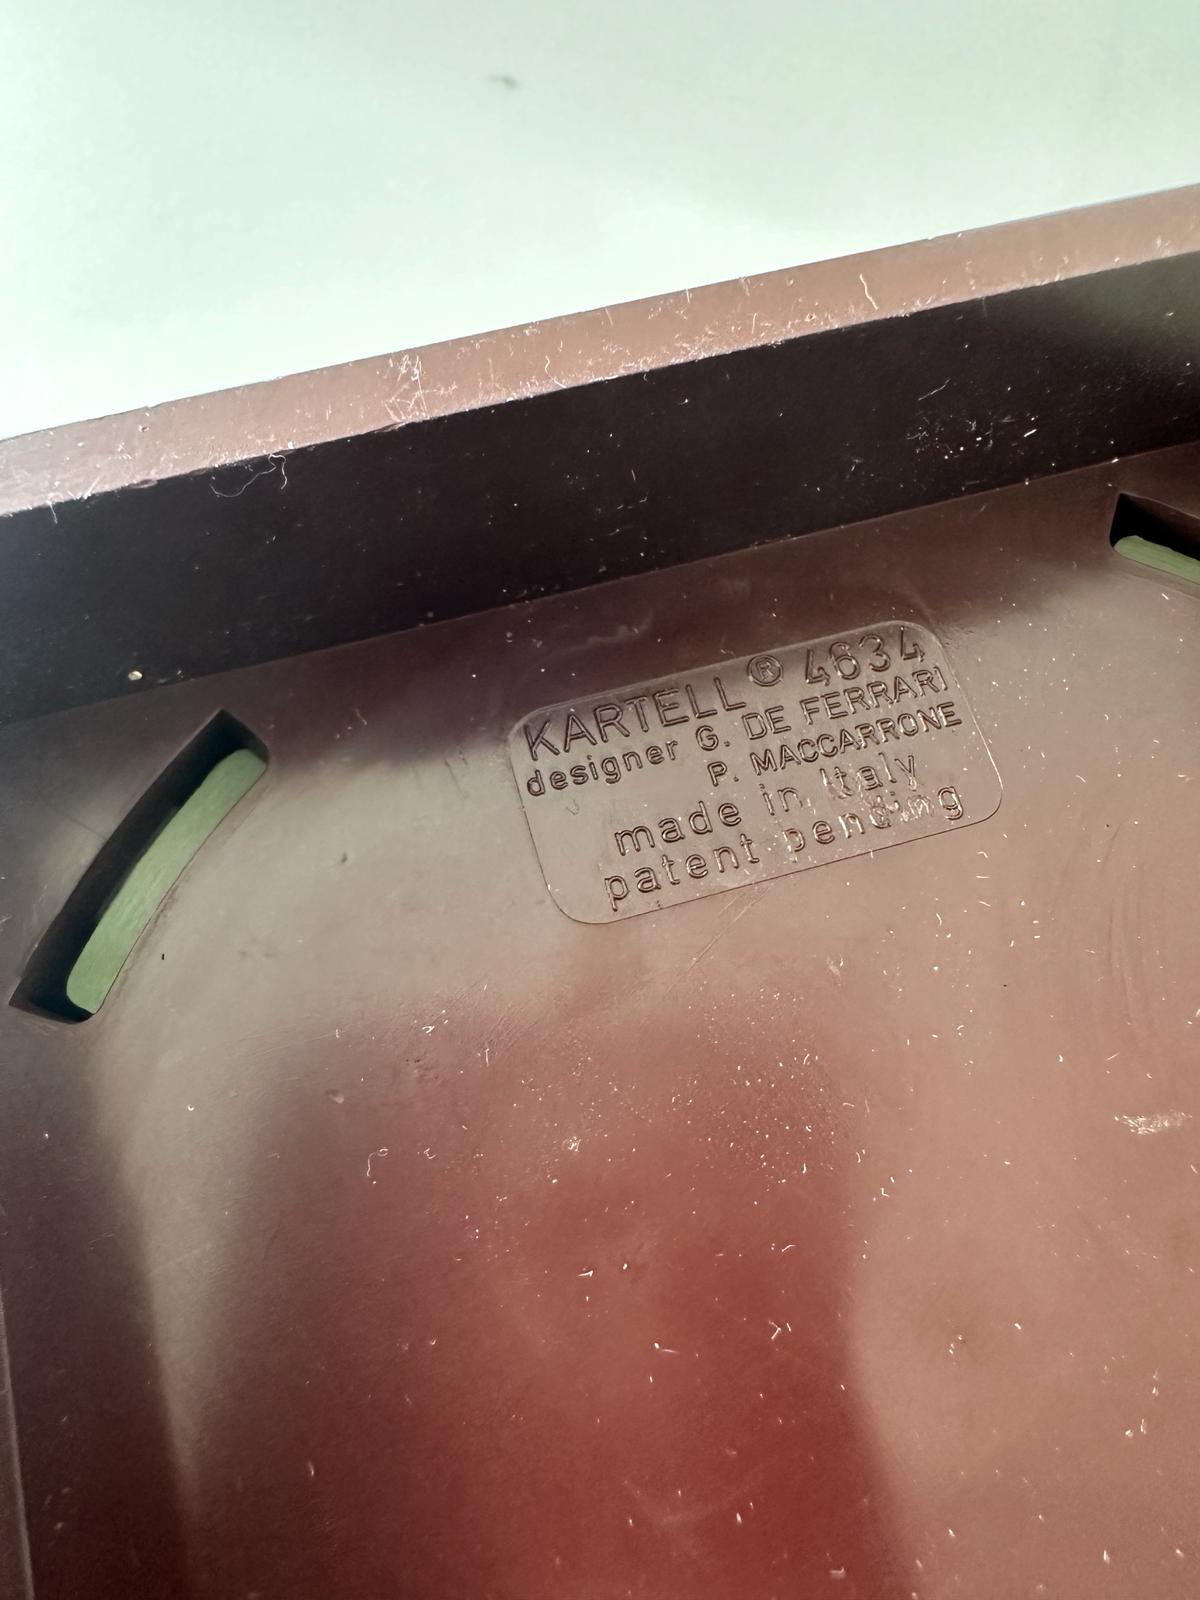 KARTELL ® 4634
designer G. DE FERRARI
P. MACCARRONE
made in Italy
patent pending